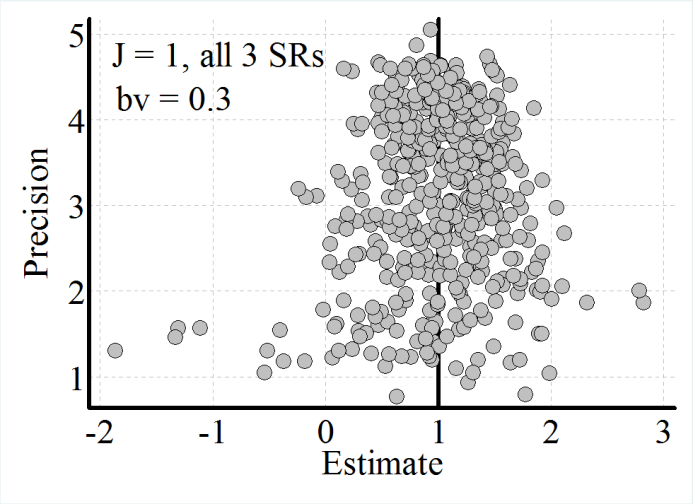 J = 1, all 3 SRs
bv = 0.3
Precision
5
4
3
2
1
-2 -1 0 1 2 3
Estimate